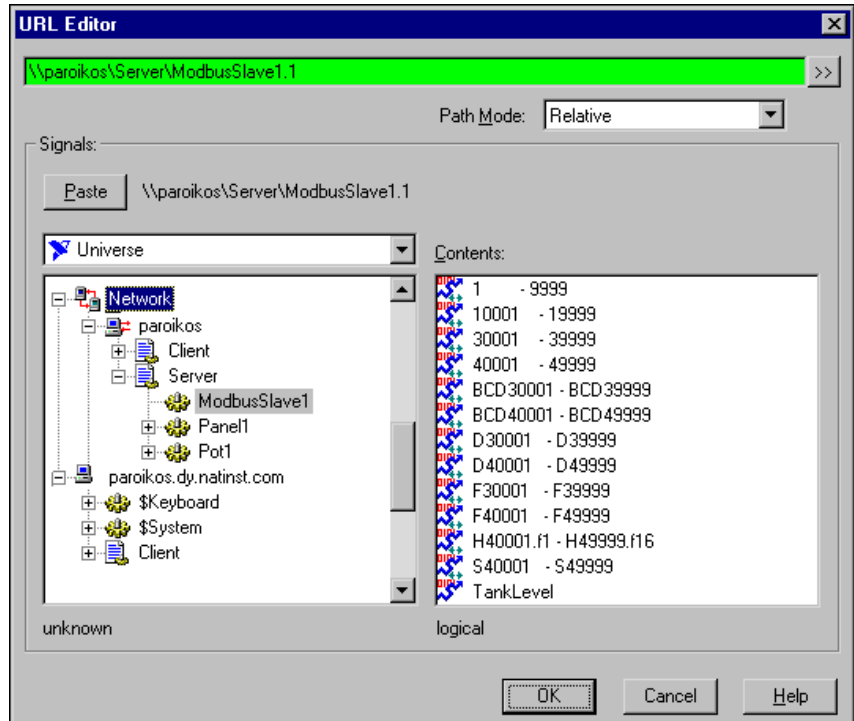 URL Editor
\\paroikos\Server\ModbusSlave1.1
>>
Path Mode: Relative
Signals:
Paste \\paroikos\Server\ModbusSlave1.1
Universe
Contents:
Network
paroikos
Client
Server
ModbusSlave1
Panel1
Pot1
paroikos.dy.natinst.com
$Keyboard
$System
Client
1 - 9999
10001 - 19999
30001 - 39999
40001 - 49999
BCD30001 - BCD39999
BCD40001 - BCD49999
D30001 - D39999
D40001 - D49999
F30001 - F39999
F40001 - F49999
H40001.f1 - H49999.f16
S40001 - S49999
TankLevel
unknown
logical
OK Cancel Help